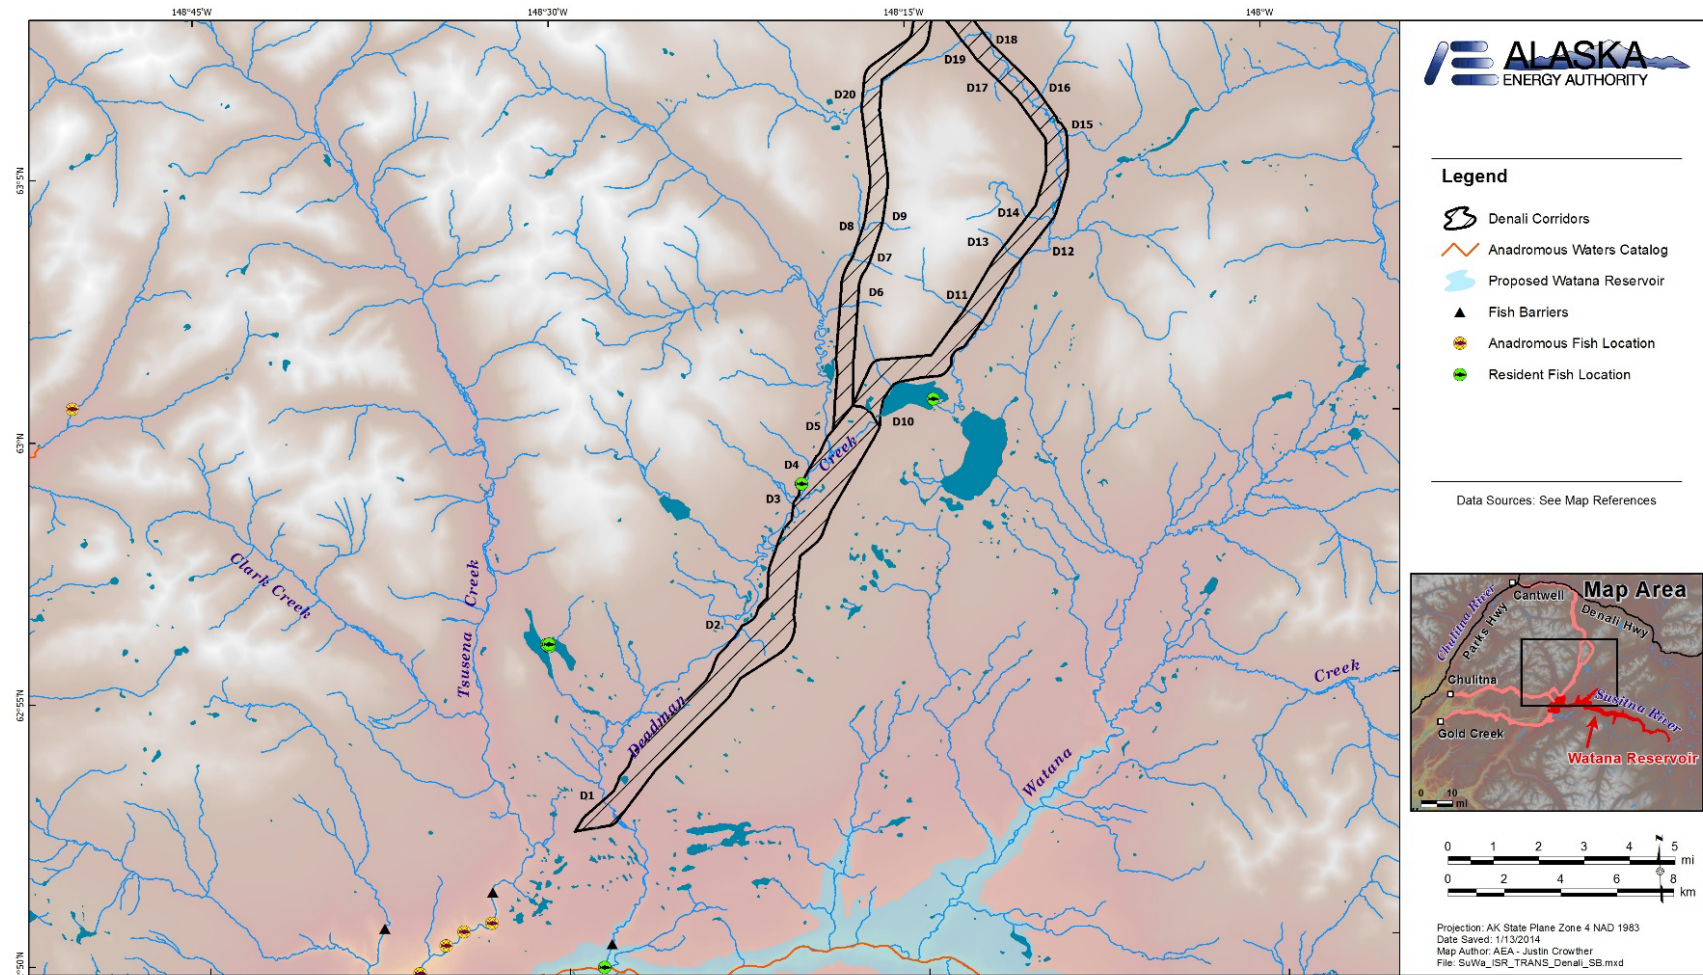 148°45'W
148°30'W
148°15'W
148°W
63°5'N
63°N
62°55'N
50'N
D18
D19
D17
D16
D20
D15
D14
D9
D8
D13
D12
D7
D6
D11
D5
D10
Creek
D4
D3
D2
D1
Clark Creek
Tsusena Creek
Deadman
Watana
Creek
ALASKA
ENERGY AUTHORITY
Legend
Denali Corridors
Anadromous Waters Catalog
Proposed Watana Reservoir
Fish Barriers
Anadromous Fish Location
Resident Fish Location
Data Sources: See Map References
Map Area
Cantwell
Chulitna River
Parks Hwy
Denali Hwy
Chulitna
Susitna River
Gold Creek
Watana Reservoir
0 10
mi
N
0 1 2 3 4 5
mi
0 2 4 6 8
km
Projection: AK State Plane Zone 4 NAD 1983
Date Saved: 1/13/2014
Map Author: AEA - Justin Crowther
File: SuWa_ISR_TRANS_Denali_SB.mxd